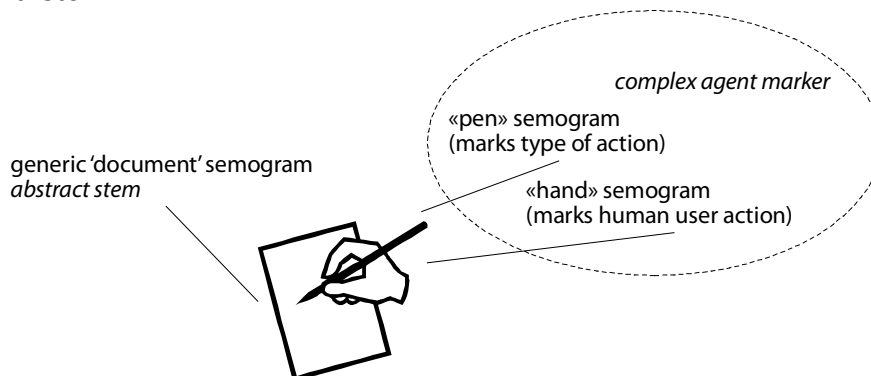 complex agent marker
«pen» semogram
(marks type of action)
generic ‘document’ semogram
abstract stem
«hand» semogram
(marks human user action)